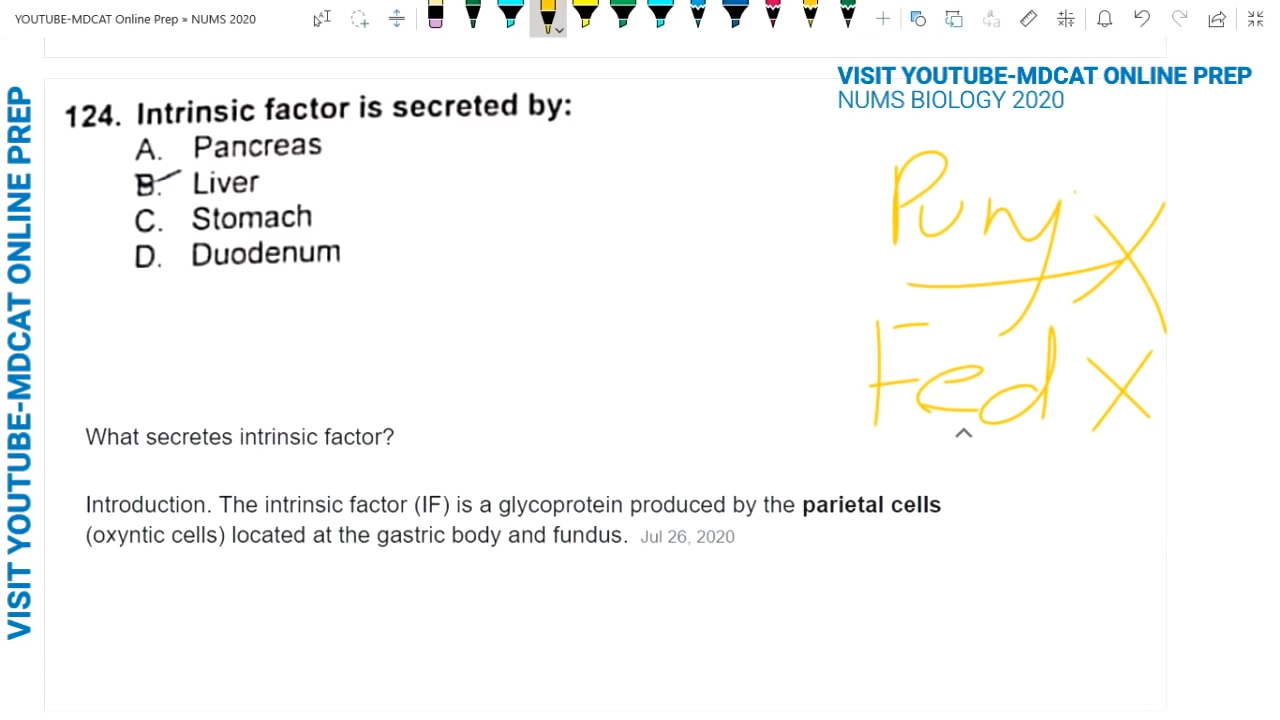 YOUTUBE-MDCAT Online Prep » NUMS 2020
VISIT YOUTUBE-MDCAT ONLINE PREP
NUMS BIOLOGY 2020
VISIT YOUTUBE-MDCAT ONLINE PREP
124. Intrinsic factor is secreted by:
A. Pancreas
B. Liver
C. Stomach
D. Duodenum
Punj X
Fed X
What secretes intrinsic factor?
Introduction. The intrinsic factor (IF) is a glycoprotein produced by the parietal cells
(oxyntic cells) located at the gastric body and fundus. Jul 26, 2020